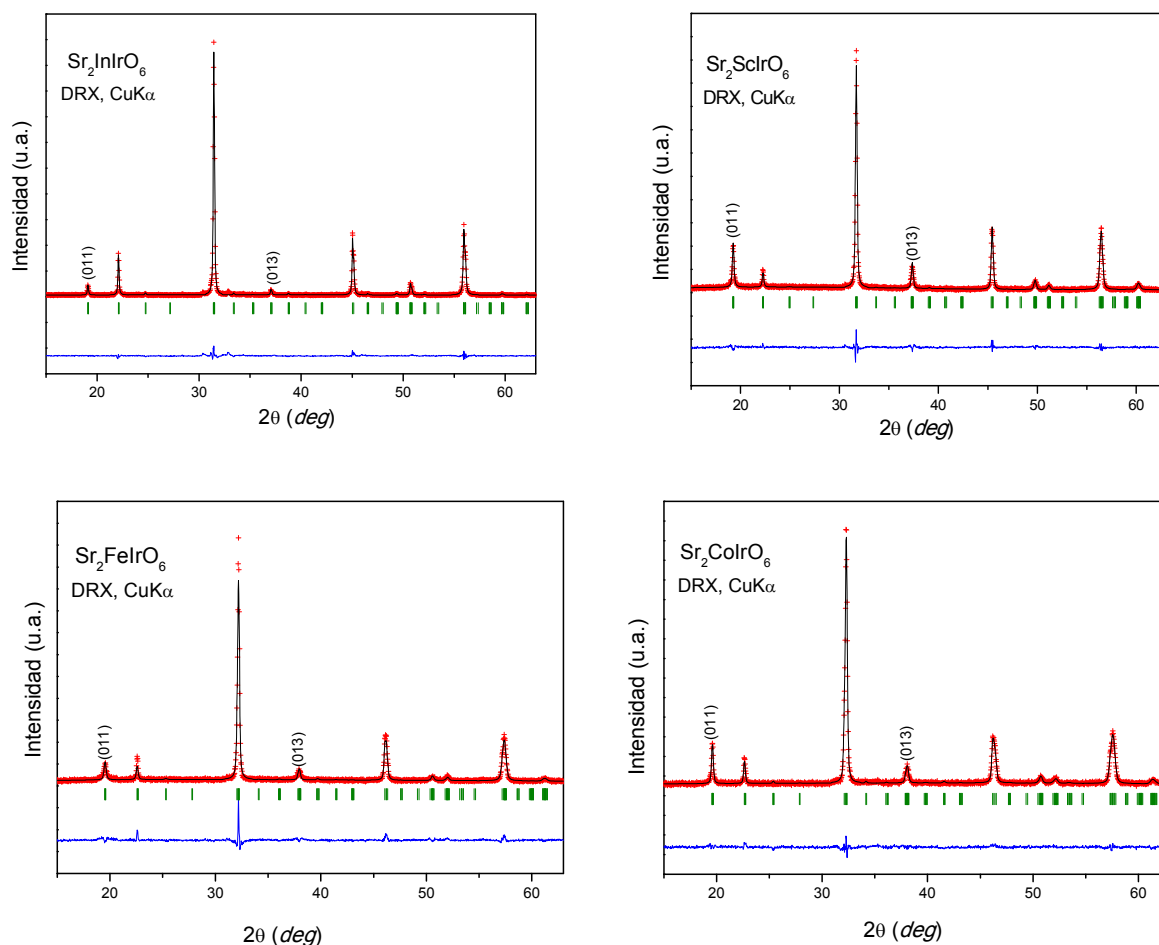 Sr₂InIrO₆
DRX, CuKα
Intensidad (u.a.)
(011)
(013)
20 30 40 50 60
2θ (deg)
Sr₂ScIrO₆
DRX, CuKα
Intensidad (u.a.)
(011)
(013)
20 30 40 50 60
2θ (deg)
Sr₂FeIrO₆
DRX, CuKα
Intensidad (u.a.)
(011)
(013)
20 30 40 50 60
2θ (deg)
Sr₂CoIrO₆
DRX, CuKα
Intensidad (u.a.)
(011)
(013)
20 30 40 50 60
2θ (deg)